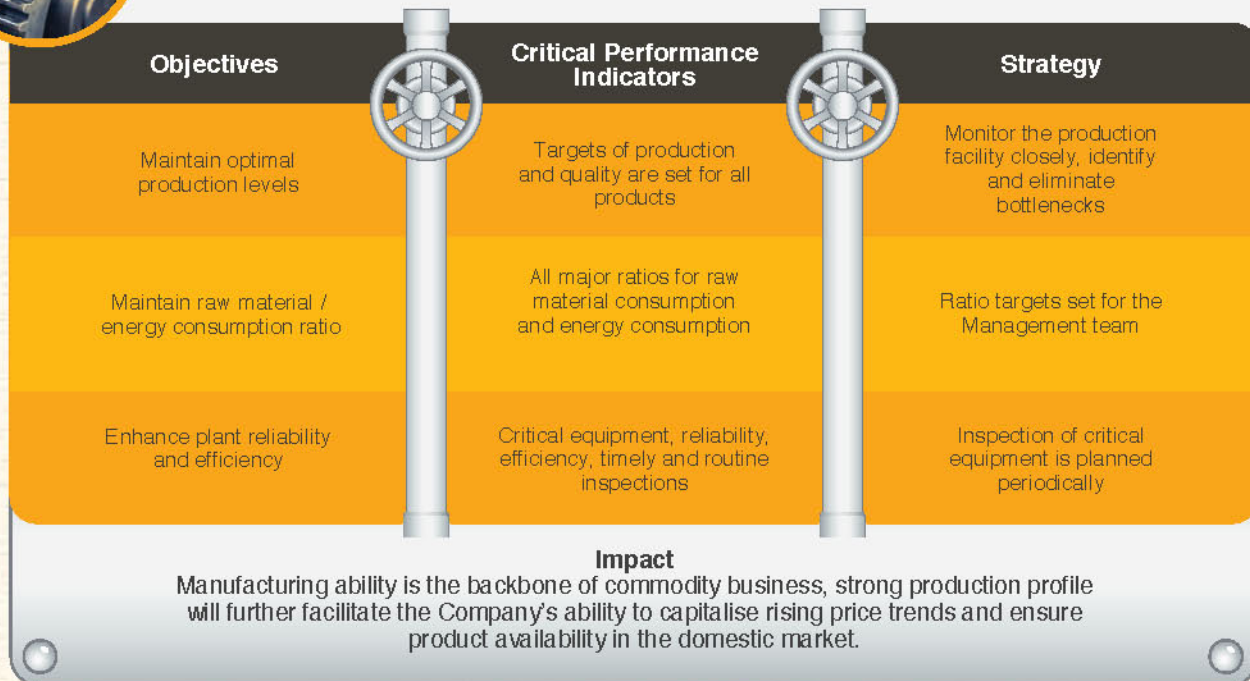 Objectives
Critical Performance
Indicators
Strategy
Maintain optimal
production levels
Targets of production
and quality are set for all
products
Monitor the production
facility closely, identify
and eliminate
bottlenecks
Maintain raw material /
energy consumption ratio
All major ratios for raw
material consumption
and energy consumption
Ratio targets set for the
Management team
Enhance plant reliability
and efficiency
Critical equipment, reliability,
efficiency, timely and routine
inspections
Inspection of critical
equipment is planned
periodically
Impact
Manufacturing ability is the backbone of commodity business, strong production profile
will further facilitate the Company's ability to capitalise rising price trends and ensure
product availability in the domestic market.